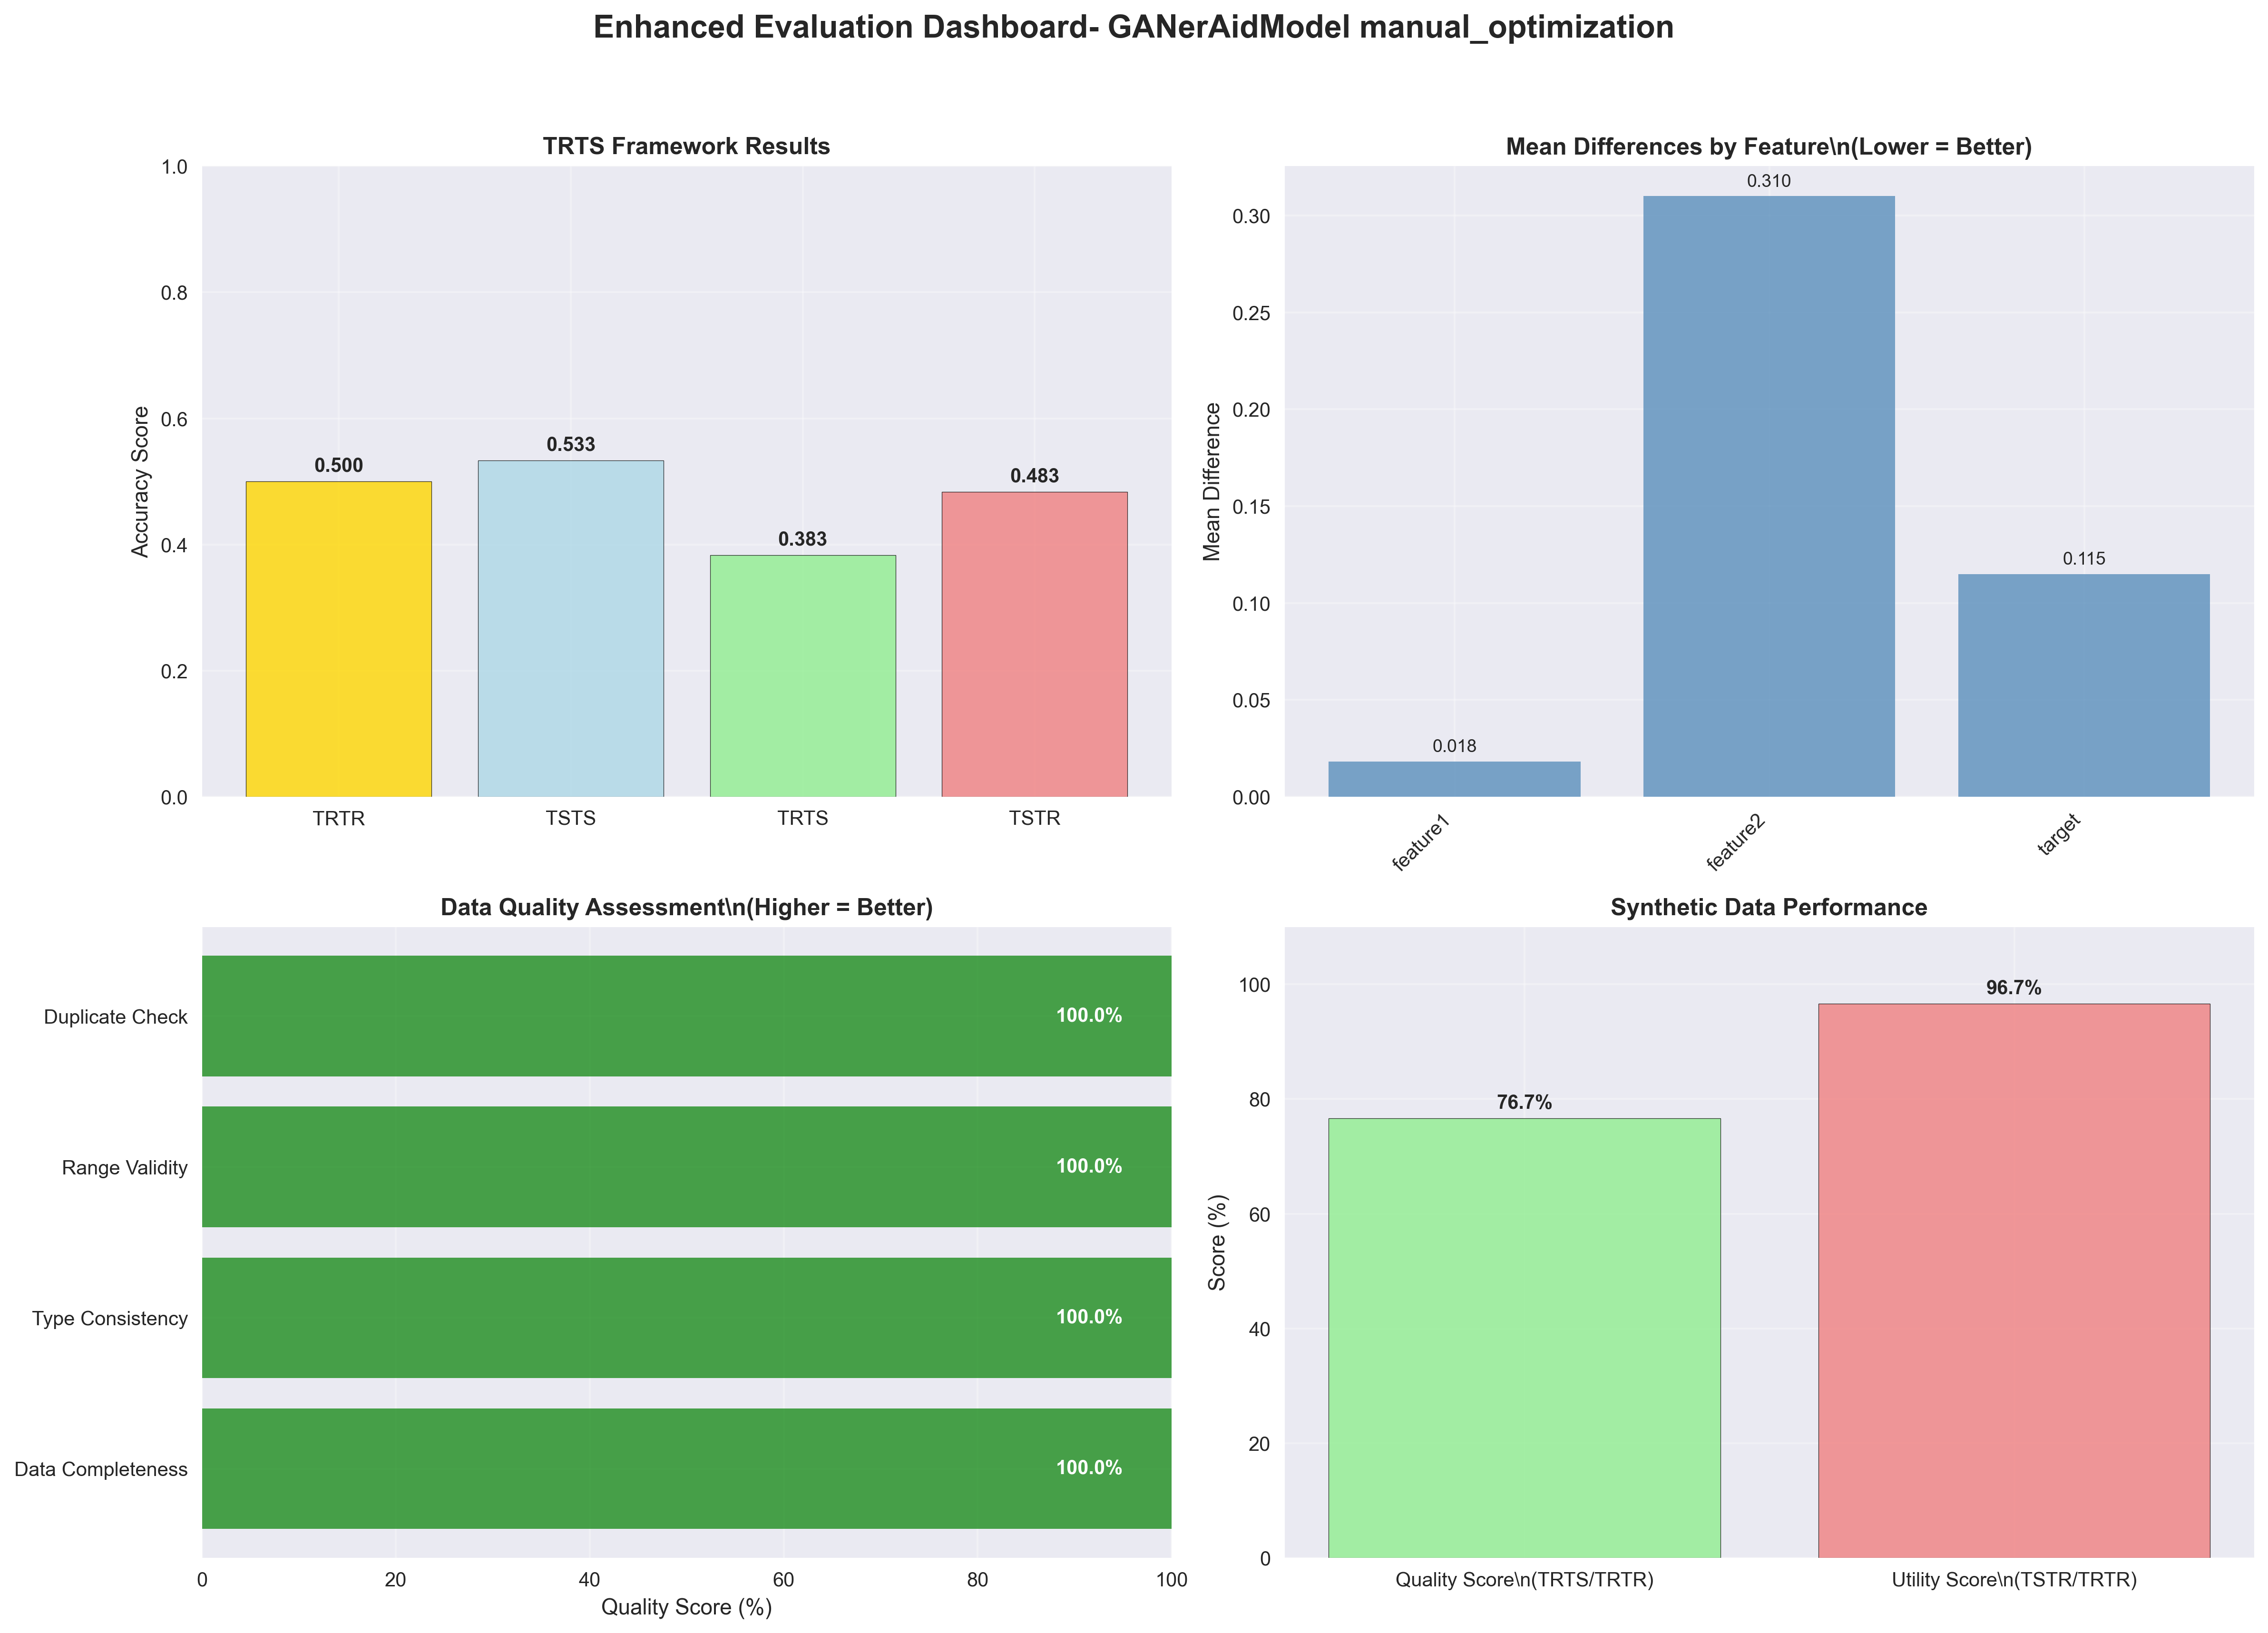 Enhanced Evaluation Dashboard- GANerAidModel manual_optimization
TRTS Framework Results
Accuracy Score
1.0
0.8
0.6
0.4
0.2
0.0
0.500
0.533
0.383
0.483
TRTR
TSTS
TRTS
TSTR
Mean Differences by Feature\n(Lower = Better)
Mean Difference
0.30
0.25
0.20
0.15
0.10
0.05
0.00
0.018
0.310
0.115
feature1
feature2
target
Data Quality Assessment\n(Higher = Better)
Duplicate Check
100.0%
Range Validity
100.0%
Type Consistency
100.0%
Data Completeness
100.0%
0
20
40
60
80
100
Quality Score (%)
Synthetic Data Performance
Score (%)
100
80
60
40
20
0
76.7%
96.7%
Quality Score\n(TRTS/TRTR)
Utility Score\n(TSTR/TRTR)